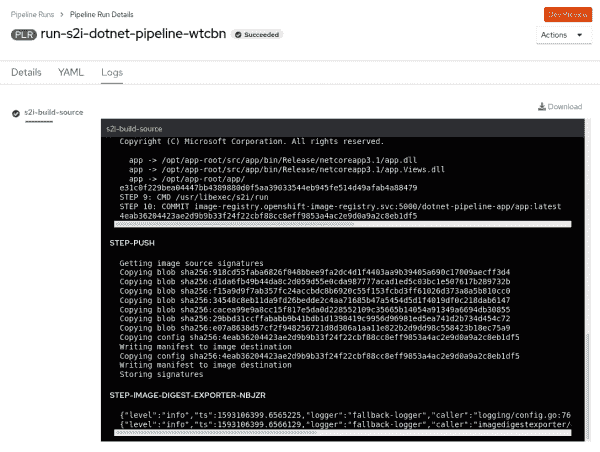 Pipeline Runs > Pipeline Run Details
Dev Preview
PLR run-s2i-dotnet-pipeline-wtcbn Succeeded
Actions
Details YAML Logs
s2i-build-source
Download
s2i-build-source
Copyright (C) Microsoft Corporation. All rights reserved.
app -> /opt/app-root/src/app/bin/Release/netcoreapp3.1/app.dll
app -> /opt/app-root/src/app/bin/Release/netcoreapp3.1/app.Views.dll
app -> /opt/app-root/app/
e31c0f229bea04447bb4389880d0f5aa39033544eb945fe514d49afab4a88479
STEP 9: CMD /usr/libexec/s2i/run
STEP 10: COMMIT image-registry.openshift-image-registry.svc:5000/dotnet-pipeline-app/app:latest
4eab36204423ae2d9b9b33f24f22cbf88cc8eff9853a4ac2e9d0a9a2c8eb1df5
STEP-PUSH
Getting image source signatures
Copying blob sha256:918cd55faba6826f048bbee9fa2dc4d1f4403aa9b39405a690c17009aecff3d4
Copying blob sha256:d1da6fb49b44da8c2d059d55e0cda987777acad1ed5c03bc1e507617b289732b
Copying blob sha256:f15a9d9f7ab357fc24accbdc8b6920c55f153fcbd3ff61026d373a8a5b810cc0
Copying blob sha256:34548c8eb11da9fd26bedde2c4aa71685b47a5454d5d1f4019df0c218dab6147
Copying blob sha256:cacea99e9a8cc15f817e5da0d228552109c35665b14054a91349a6694db30855
Copying blob sha256:29bbd31ccffababb9b41bdb1d1398419c9956d96981ed5ea741d2b734d454c72
Copying blob sha256:e07a8638d57cf2f948256721d8d306a1aa11e822b2d9dd98c558423b18ec75a9
Copying config sha256:4eab36204423ae2d9b9b33f24f22cbf88cc8eff9853a4ac2e9d0a9a2c8eb1df5
Writing manifest to image destination
Copying config sha256:4eab36204423ae2d9b9b33f24f22cbf88cc8eff9853a4ac2e9d0a9a2c8eb1df5
Writing manifest to image destination
Storing signatures
STEP-IMAGE-DIGEST-EXPORTER-NBJZR
{"level":"info","ts":1593106399.6565225,"logger":"fallback-logger","caller":"logging/config.go:76
{"level":"info","ts":1593106399.6566129,"logger":"fallback-logger","caller":"imagedigestexporter/